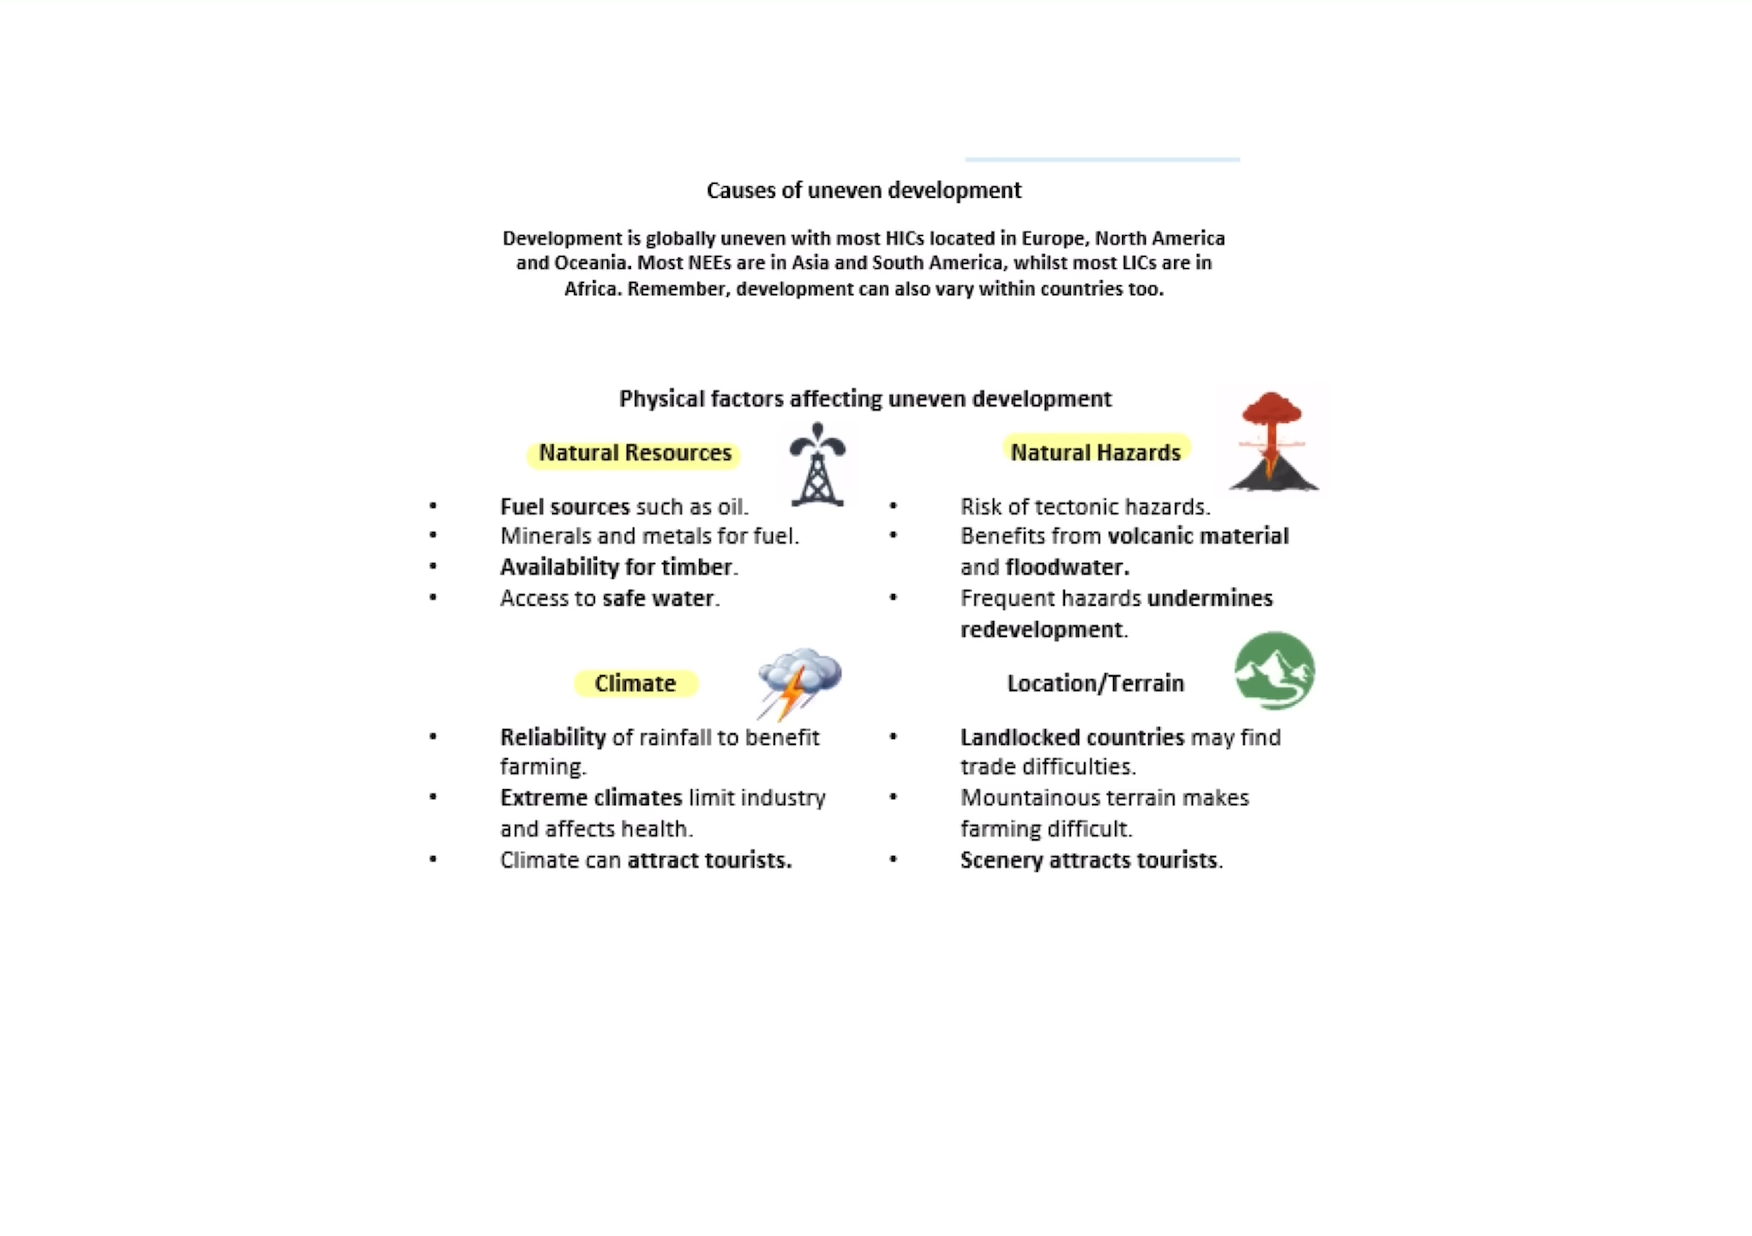 Causes of uneven development
Development is globally uneven with most HICs located in Europe, North America
and Oceania. Most NEEs are in Asia and South America, whilst most LICs are in
Africa. Remember, development can also vary within countries too.
Physical factors affecting uneven development
Natural Resources
• Fuel sources such as oil.
• Minerals and metals for fuel.
• Availability for timber.
• Access to safe water.
Natural Hazards
• Risk of tectonic hazards.
• Benefits from volcanic material
and floodwater.
• Frequent hazards undermines
redevelopment.
Climate
• Reliability of rainfall to benefit
farming.
• Extreme climates limit industry
and affects health.
• Climate can attract tourists.
Location/Terrain
• Landlocked countries may find
trade difficulties.
• Mountainous terrain makes
farming difficult.
• Scenery attracts tourists.